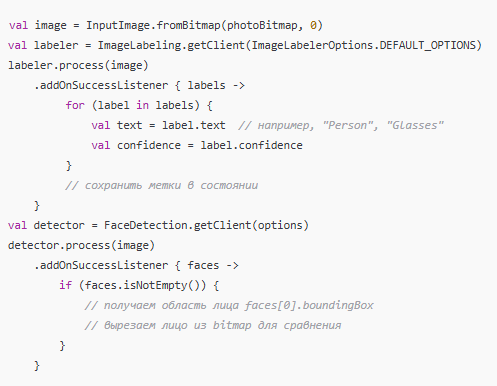 val image = InputImage.fromBitmap(photoBitmap, 0)
val labeler = ImageLabeling.getClient(ImageLabelerOptions.DEFAULT_OPTIONS)
labeler.process(image)
    .addOnSuccessListener { labels ->
        for (label in labels) {
            val text = label.text  // например, "Person", "Glasses"
            val confidence = label.confidence
        }
        // сохранить метки в состоянии
    }
val detector = FaceDetection.getClient(options)
detector.process(image)
    .addOnSuccessListener { faces ->
        if (faces.isNotEmpty()) {
            // получаем область лица faces[0].boundingBox
            // вырезаем лицо из bitmap для сравнения
        }
    }